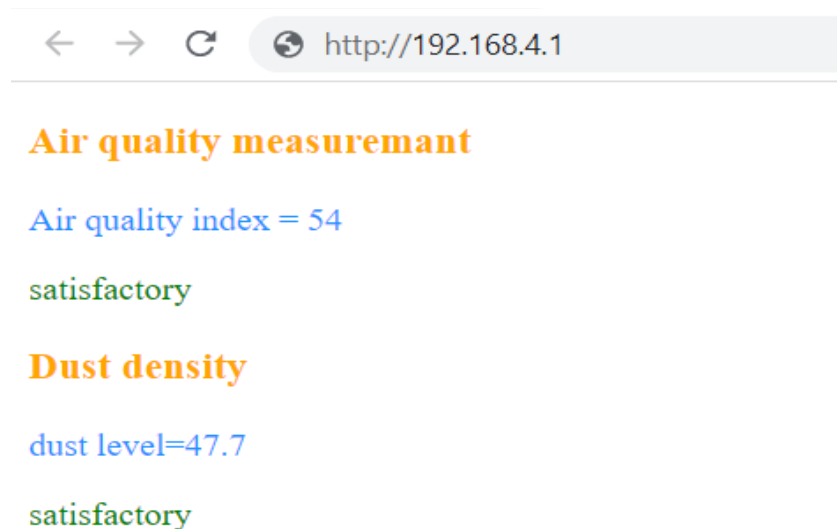 http://192.168.4.1
Air quality measuremant
Air quality index = 54
satisfactory
Dust density
dust level=47.7
satisfactory